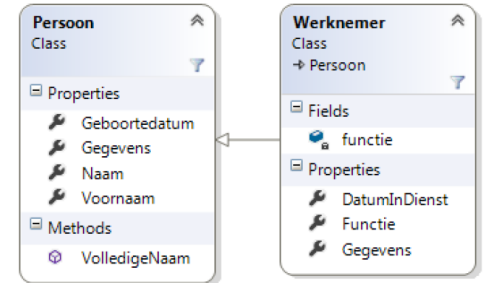 Persoon
Class
Properties
Geboortedatum
Gegevens
Naam
Voornaam
Methods
VolledigeNaam
Werknemer
Class
Persoon
Fields
functie
Properties
DatumInDienst
Functie
Gegevens